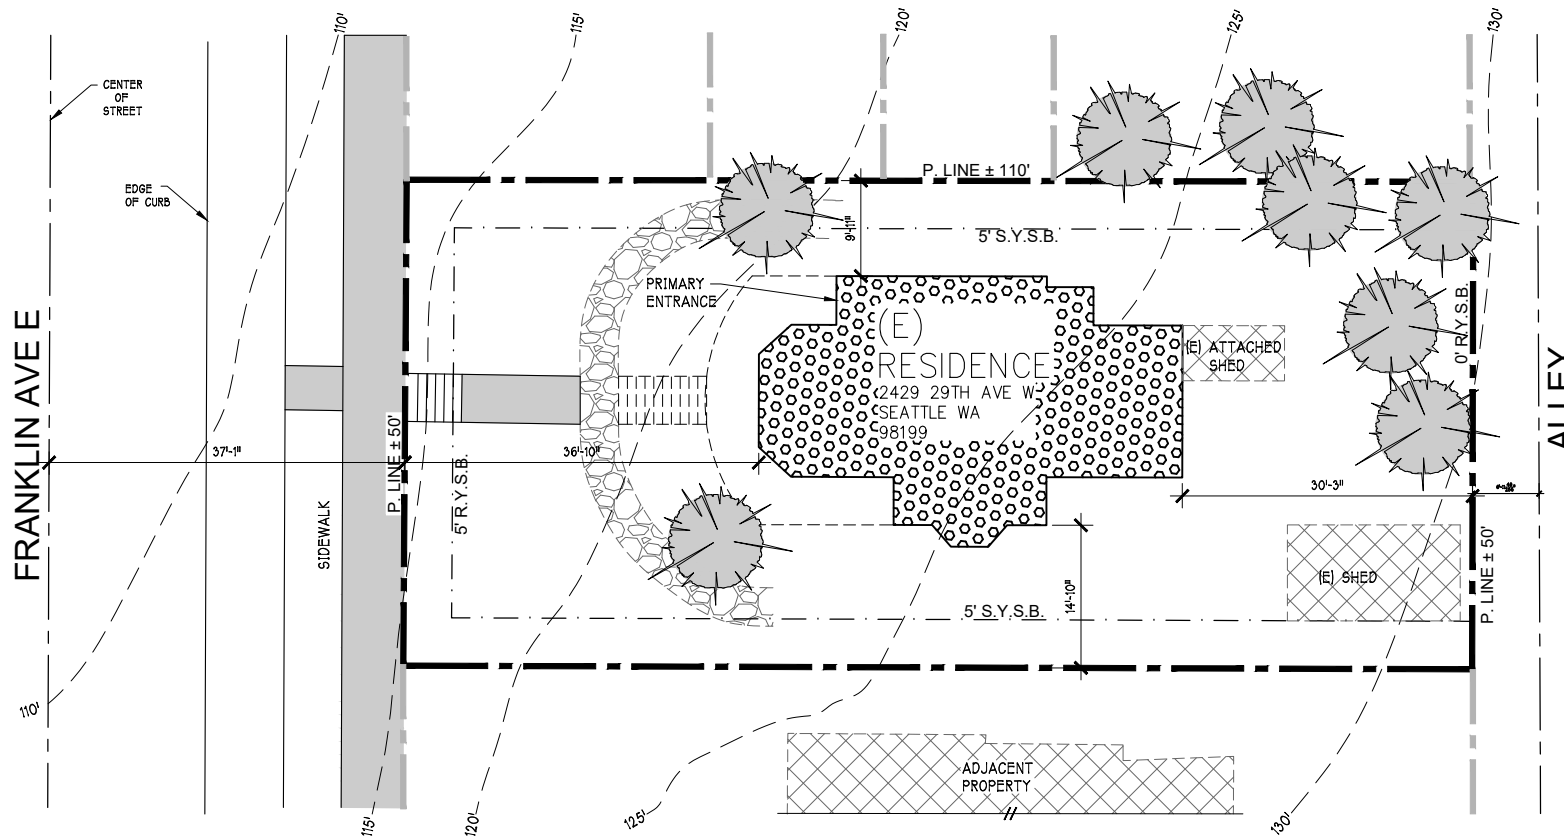 110'
115'
120'
125'
130'
CENTER
OF
STREET
EDGE
OF CURB
P. LINE ± 110'
9'-11"
5' S.Y.S.B.
PRIMARY
ENTRANCE
(E)
RESIDENCE
2429 29TH AVE W
SEATTLE WA
98199
(E) ATTACHED
SHED
0' R.Y.S.B.
ALLEY
FRANKLIN AVE E
37'-1"
P. LINE ± 50'
5' R.Y.S.B.
36'-10"
30'-3"
SIDEWALK
(E) SHED
P. LINE ± 50'
14'-10"
5' S.Y.S.B.
110'
ADJACENT
PROPERTY
115'
120'
125'
130'